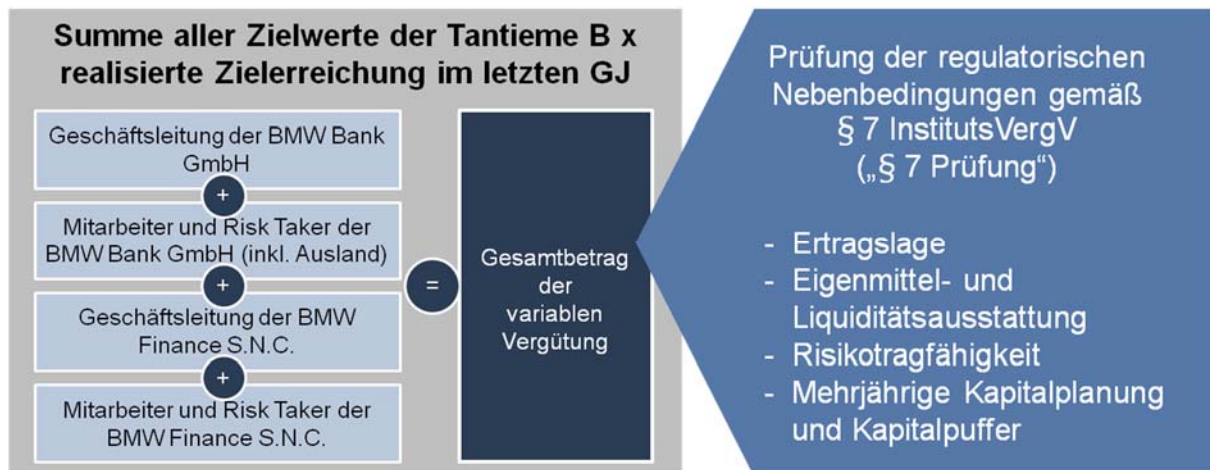 Summe aller Zielwerte der Tantieme B x
realisierte Zielerreichung im letzten GJ
Geschäftsleitung der BMW Bank
GmbH
+
Mitarbeiter und Risk Taker der
BMW Bank GmbH (inkl. Ausland)
+
Geschäftsleitung der BMW
Finance S.N.C.
+
Mitarbeiter und Risk Taker der
BMW Finance S.N.C.
=
Gesamtbetrag
der
variablen
Vergütung
Prüfung der regulatorischen
Nebenbedingungen gemäß
§ 7 InstitutsVergV
(„§ 7 Prüfung“)
- Ertragslage
- Eigenmittel- und
Liquiditätsausstattung
- Risikotragfähigkeit
- Mehrjährige Kapitalplanung
und Kapitalpuffer